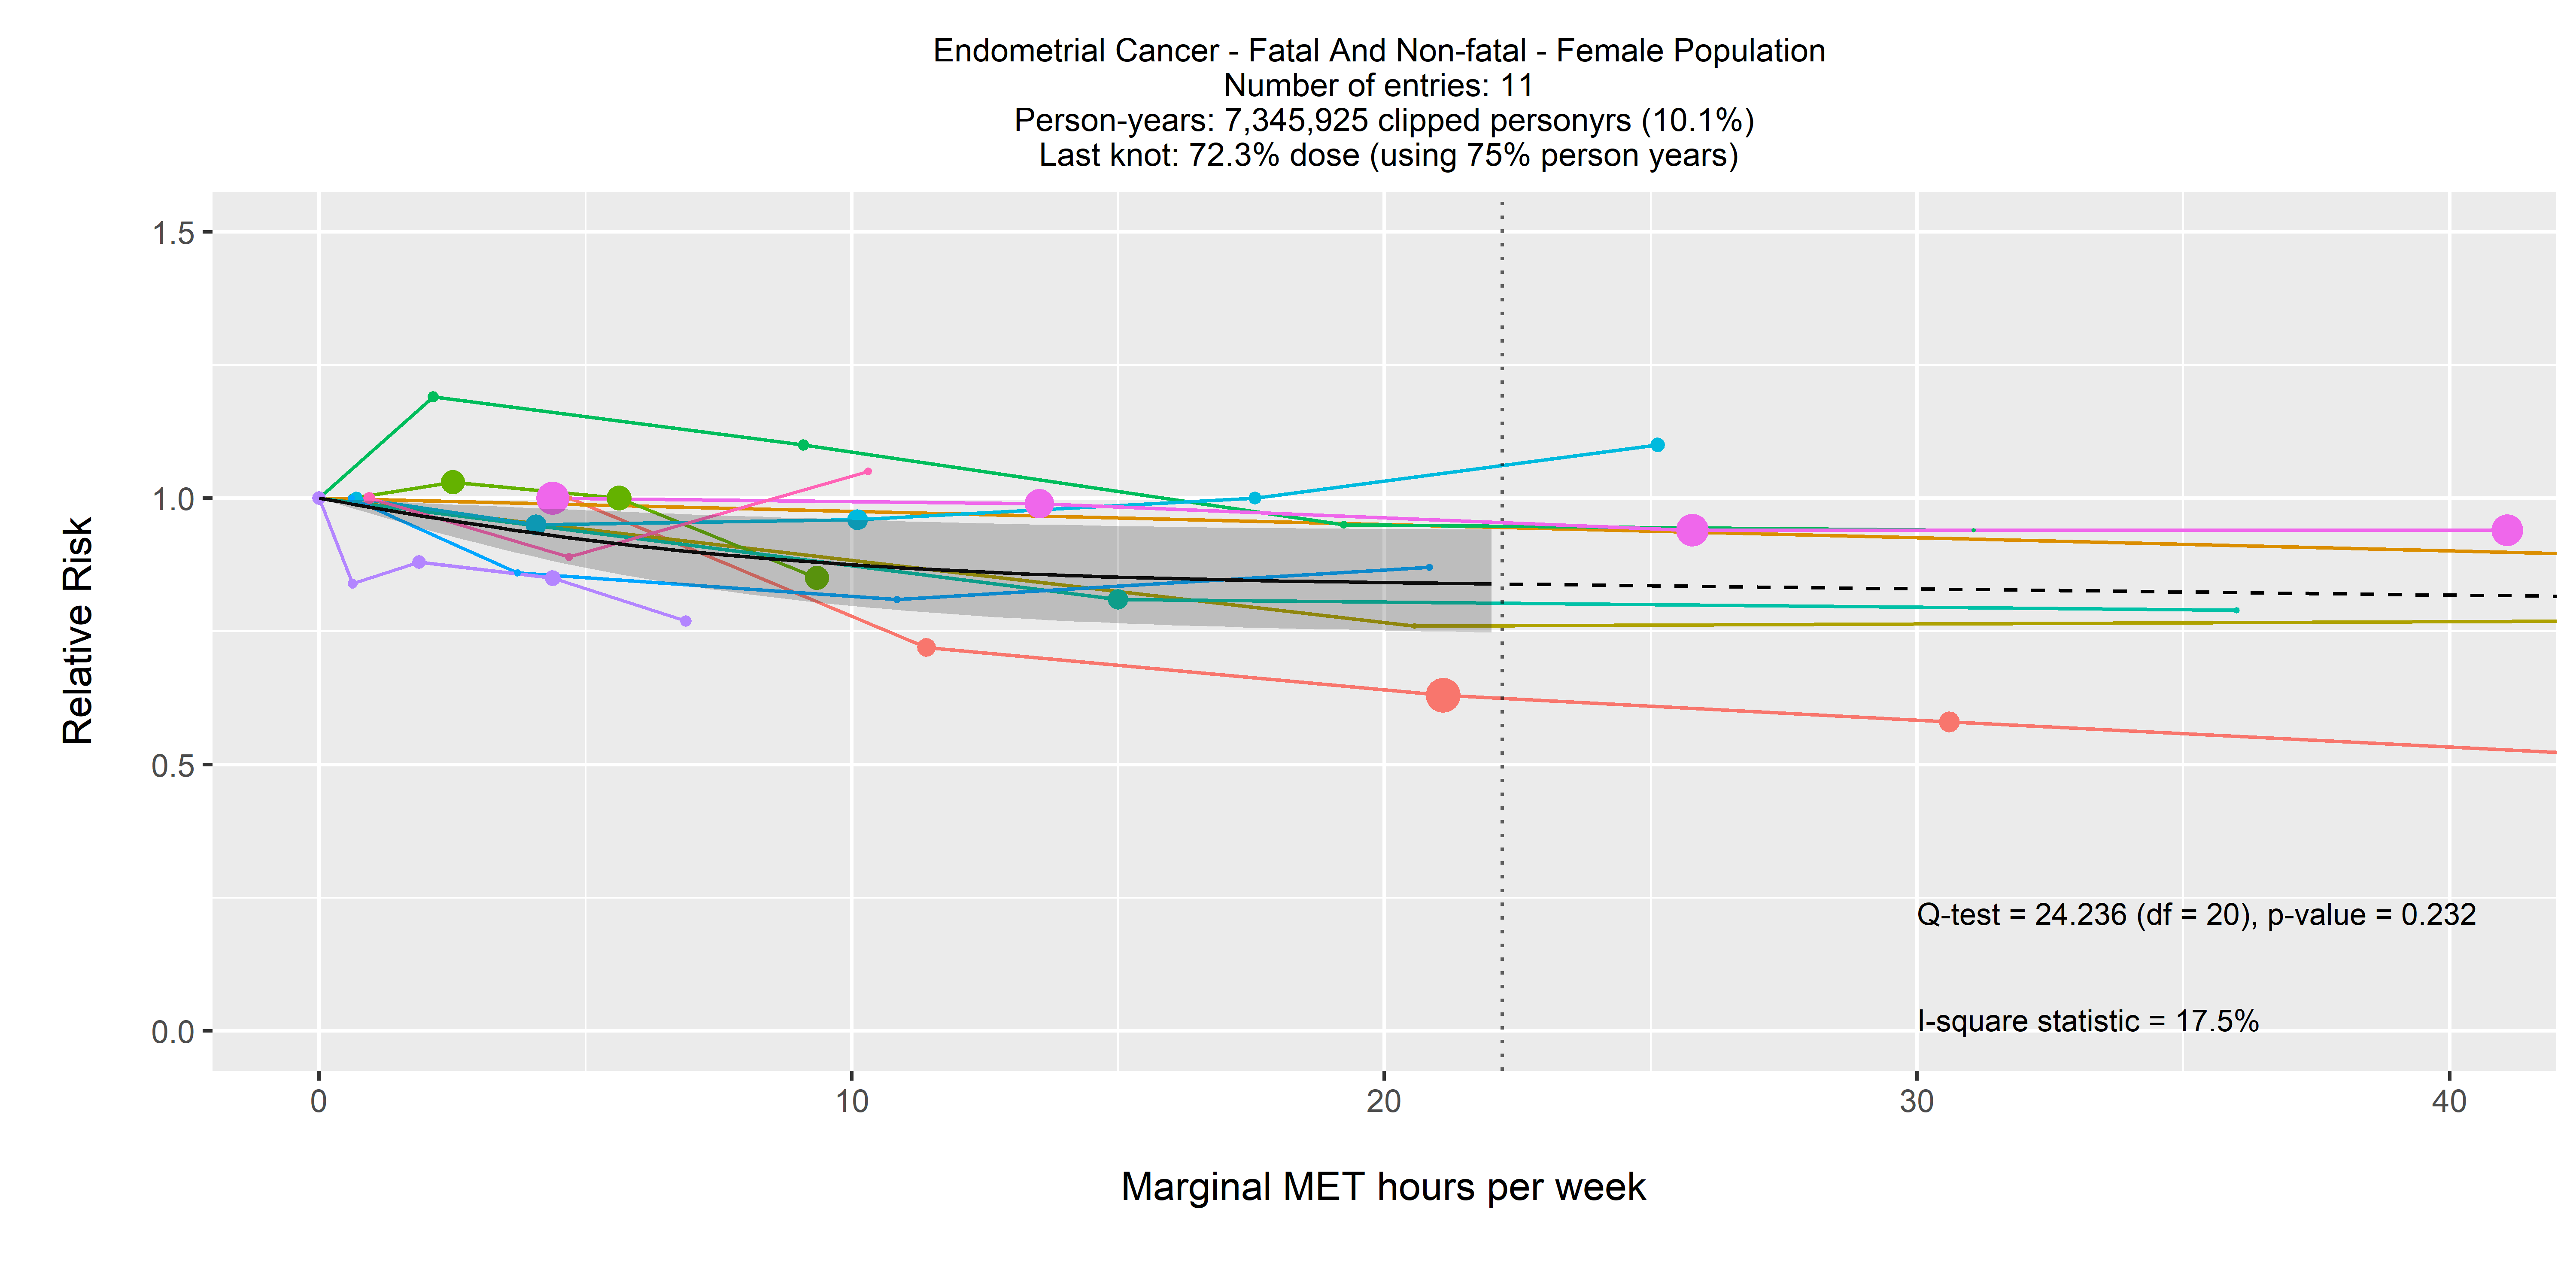 Endometrial Cancer - Fatal And Non-fatal - Female Population
Number of entries: 11
Person-years: 7,345,925 clipped personyrs (10.1%)
Last knot: 72.3% dose (using 75% person years)
1.5
1.0
0.5
0.0
Relative Risk
Q-test = 24.236 (df = 20), p-value = 0.232
I-square statistic = 17.5%
0 10 20 30 40
Marginal MET hours per week